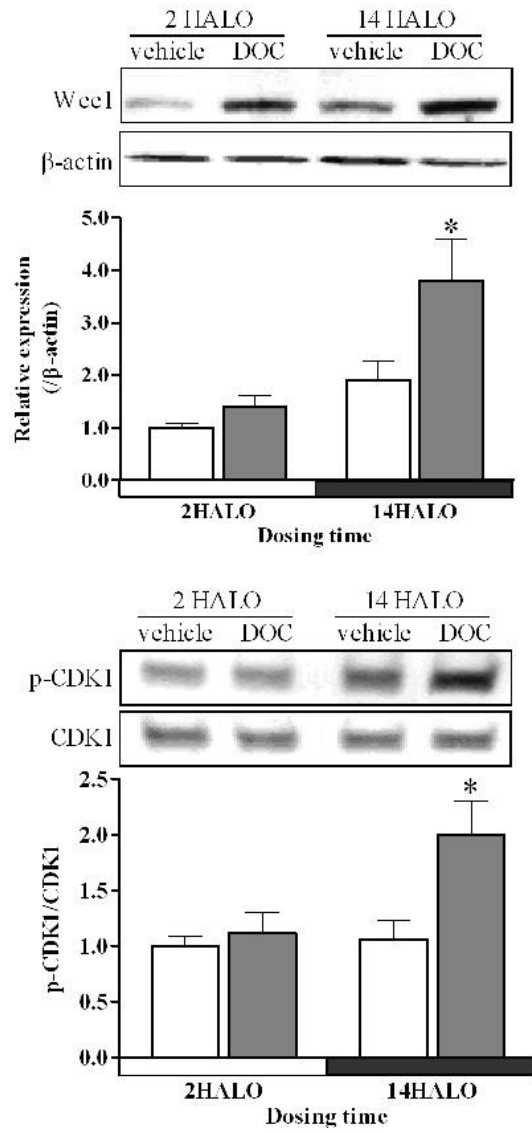 2 HALO 14 HALO
vehicle DOC vehicle DOC
Wee1
β-actin
5.0
4.0
3.0
2.0
1.0
0.0
Relative expression
(/β-actin)
*
2HALO 14HALO
Dosing time
2 HALO 14 HALO
vehicle DOC vehicle DOC
p-CDK1
CDK1
2.5
2.0
1.5
1.0
0.5
0.0
p-CDK1/CDK1
*
2HALO 14HALO
Dosing time